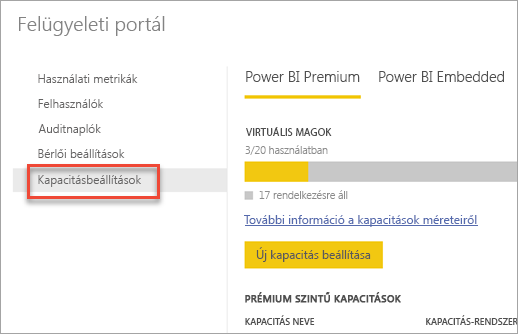 Felügyeleti portál
Használati metrikák
Felhasználók
Auditnaplók
Bérlői beállítások
Kapacitásbeállítások
Power BI Premium Power BI Embedded
VIRTUÁLIS MAGOK
3/20 használatban
17 rendelkezésre áll
További információ a kapacitások méreteiről
Új kapacitás beállítása
PRÉMIUM SZINTŰ KAPACITÁSOK
KAPACITÁS NEVE KAPACITÁS-RENDSZER